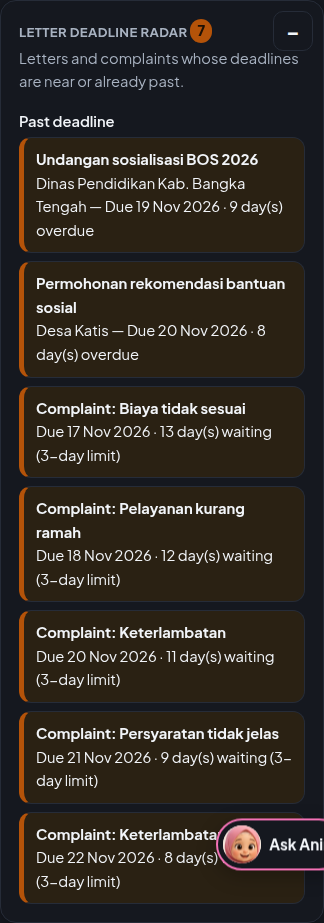 LETTER DEADLINE RADAR 7
–
Letters and complaints whose deadlines
are near or already past.
Past deadline
Undangan sosialisasi BOS 2026
Dinas Pendidikan Kab. Bangka
Tengah — Due 19 Nov 2026 · 9 day(s)
overdue
Permohonan rekomendasi bantuan
sosial
Desa Katis — Due 20 Nov 2026 · 8
day(s) overdue
Complaint: Biaya tidak sesuai
Due 17 Nov 2026 · 13 day(s) waiting
(3-day limit)
Complaint: Pelayanan kurang
ramah
Due 18 Nov 2026 · 12 day(s) waiting
(3-day limit)
Complaint: Keterlambatan
Due 20 Nov 2026 · 11 day(s) waiting
(3-day limit)
Complaint: Persyaratan tidak jelas
Due 21 Nov 2026 · 9 day(s) waiting (3-
day limit)
Complaint: Keterlambata
Due 22 Nov 2026 · 8 day(s)
(3-day limit)
Ask Ani